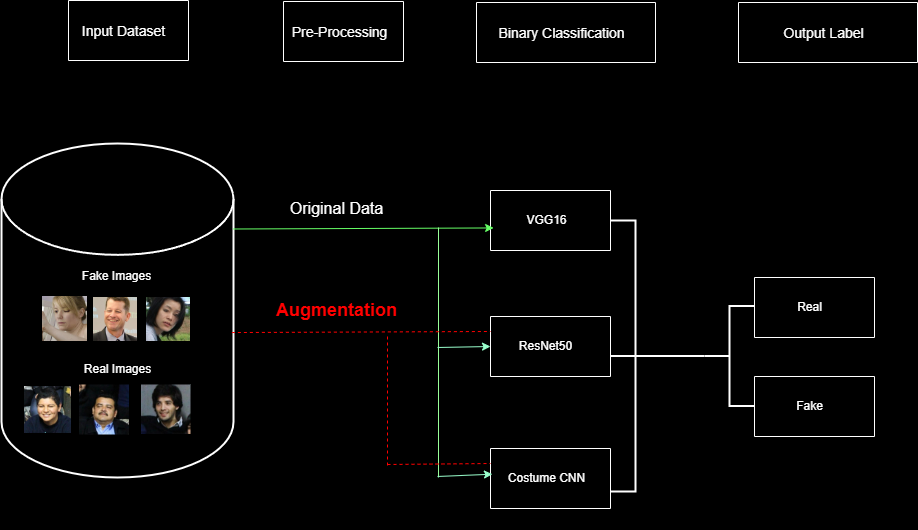 Input Dataset
Pre-Processing
Binary Classification
Output Label
Original Data
VGG16
Fake Images
Augmentation
Real
ResNet50
Real Images
Fake
Costume CNN